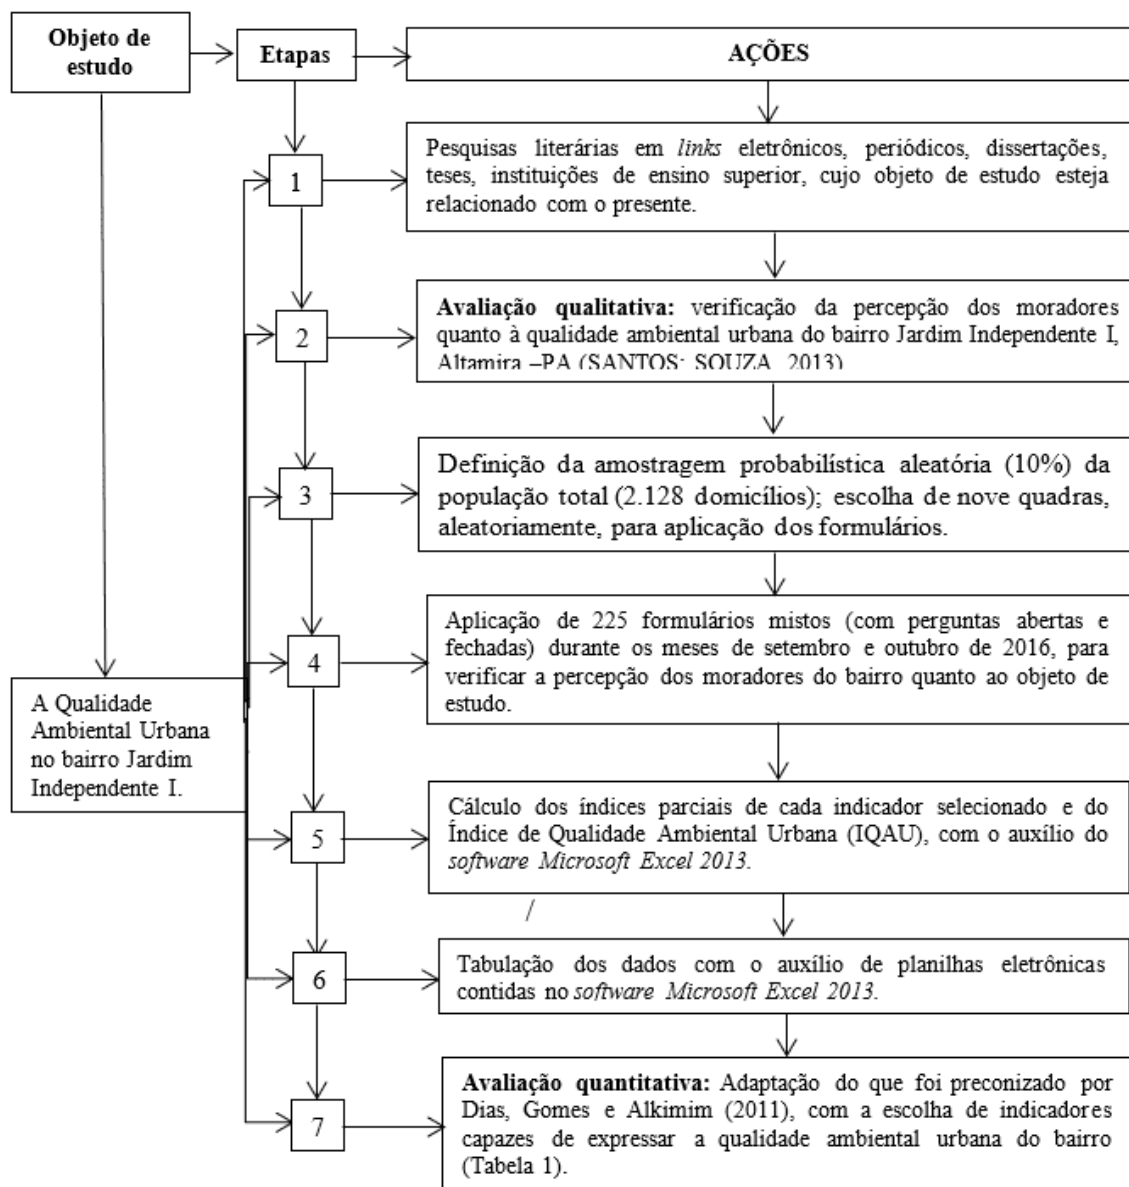 Objeto de
estudo
Etapas
AÇÕES
1
Pesquisas literárias em links eletrônicos, periódicos, dissertações,
teses, instituições de ensino superior, cujo objeto de estudo esteja
relacionado com o presente.
2
Avaliação qualitativa: verificação da percepção dos moradores
quanto à qualidade ambiental urbana do bairro Jardim Independente I,
Altamira –PA (SANTOS; SOUZA, 2013)
3
Definição da amostragem probabilística aleatória (10%) da
população total (2.128 domicílios); escolha de nove quadras,
aleatoriamente, para aplicação dos formulários.
4
Aplicação de 225 formulários mistos (com perguntas abertas e
fechadas) durante os meses de setembro e outubro de 2016, para
verificar a percepção dos moradores do bairro quanto ao objeto de
estudo.
A Qualidade
Ambiental Urbana
no bairro Jardim
Independente I.
5
Cálculo dos índices parciais de cada indicador selecionado e do
Índice de Qualidade Ambiental Urbana (IQAU), com o auxílio do
software Microsoft Excel 2013.
/
6
Tabulação dos dados com o auxílio de planilhas eletrônicas
contidas no software Microsoft Excel 2013.
7
Avaliação quantitativa: Adaptação do que foi preconizado por
Dias, Gomes e Alkimim (2011), com a escolha de indicadores
capazes de expressar a qualidade ambiental urbana do bairro
(Tabela 1).